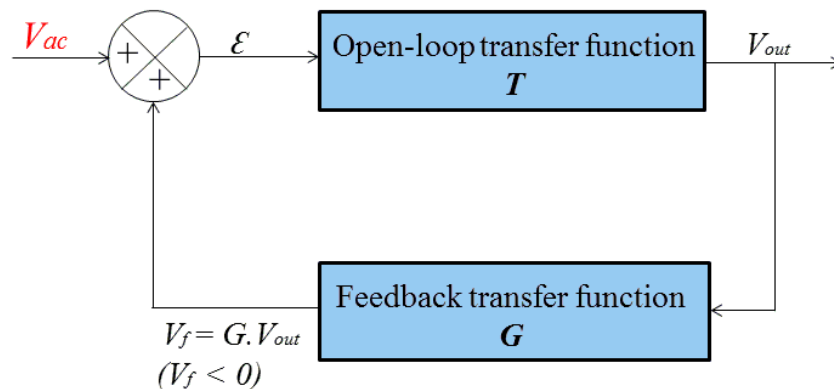 Vac
+
+
ε
Open-loop transfer function
T
Vout
Feedback transfer function
G
Vf = G.Vout
(Vf < 0)